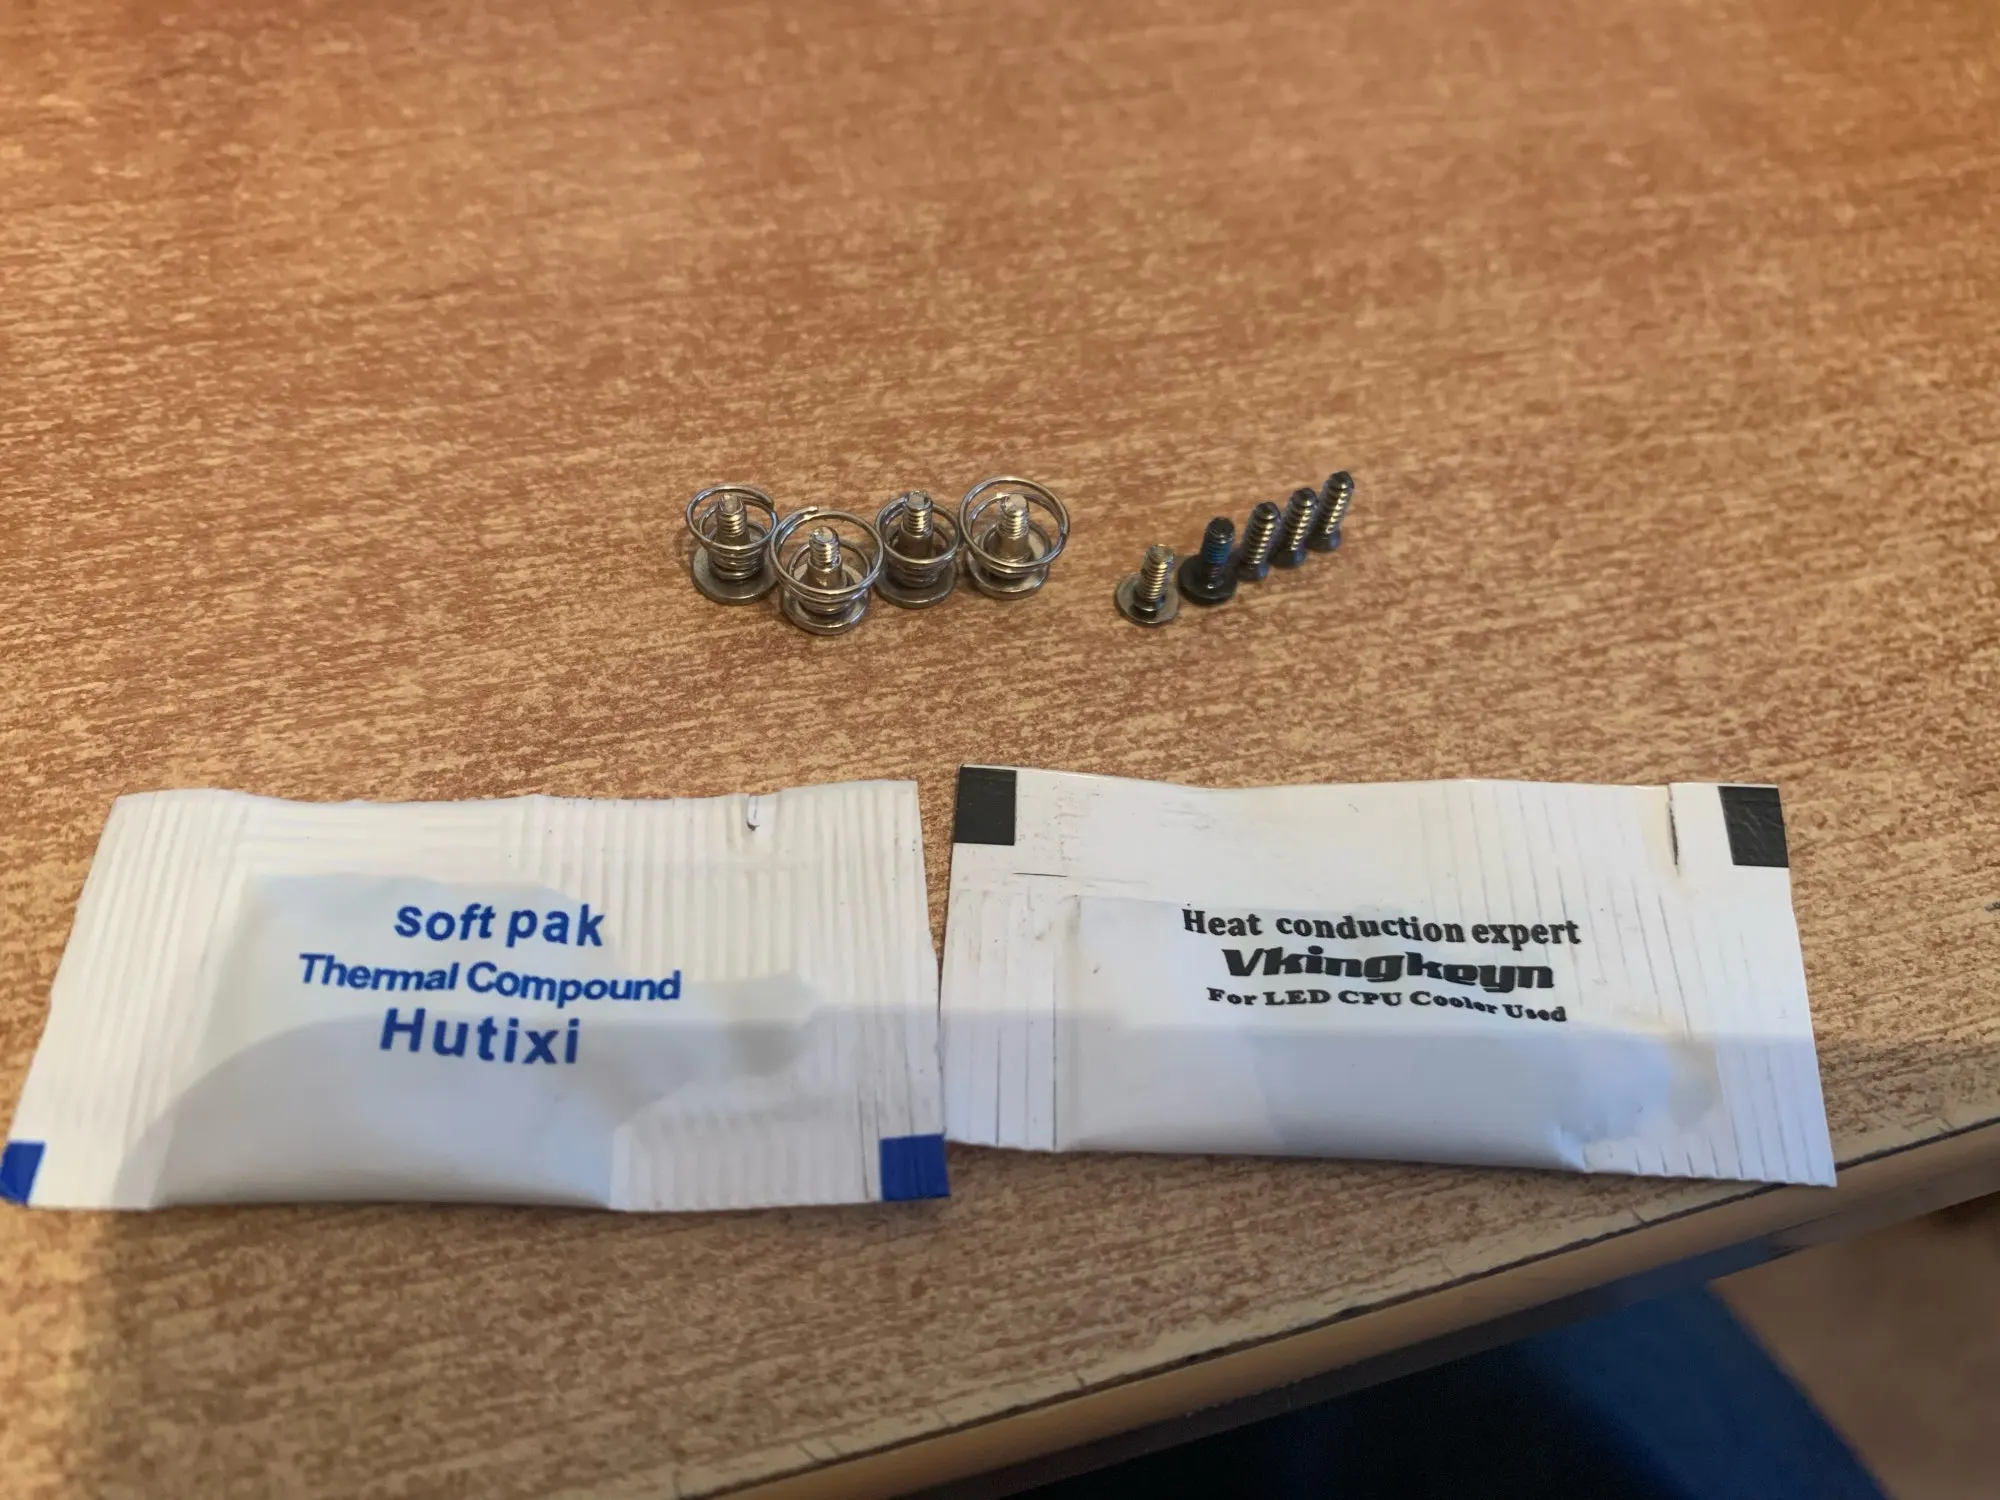 soft pak
Thermal Compound
Hutixi
Heat conduction expert
Vkingkeyn
For LED CPU Cooler Used